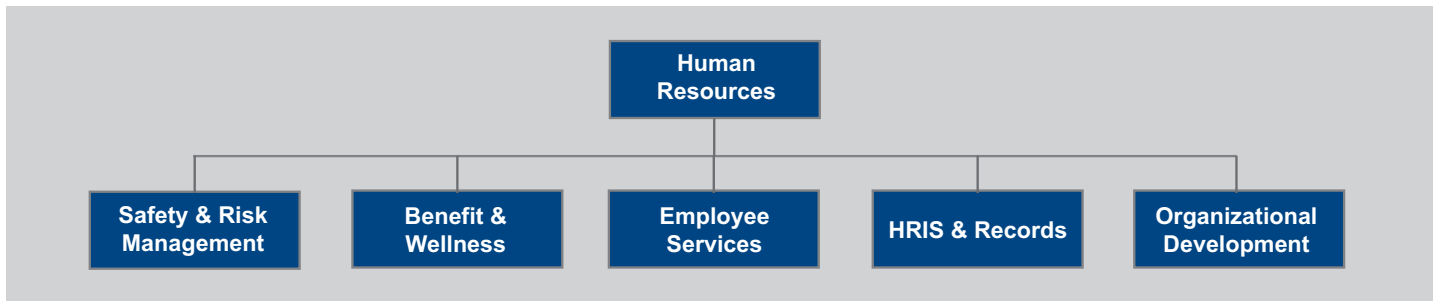 Human
Resources
Safety & Risk
Management
Benefit &
Wellness
Employee
Services
HRIS & Records
Organizational
Development